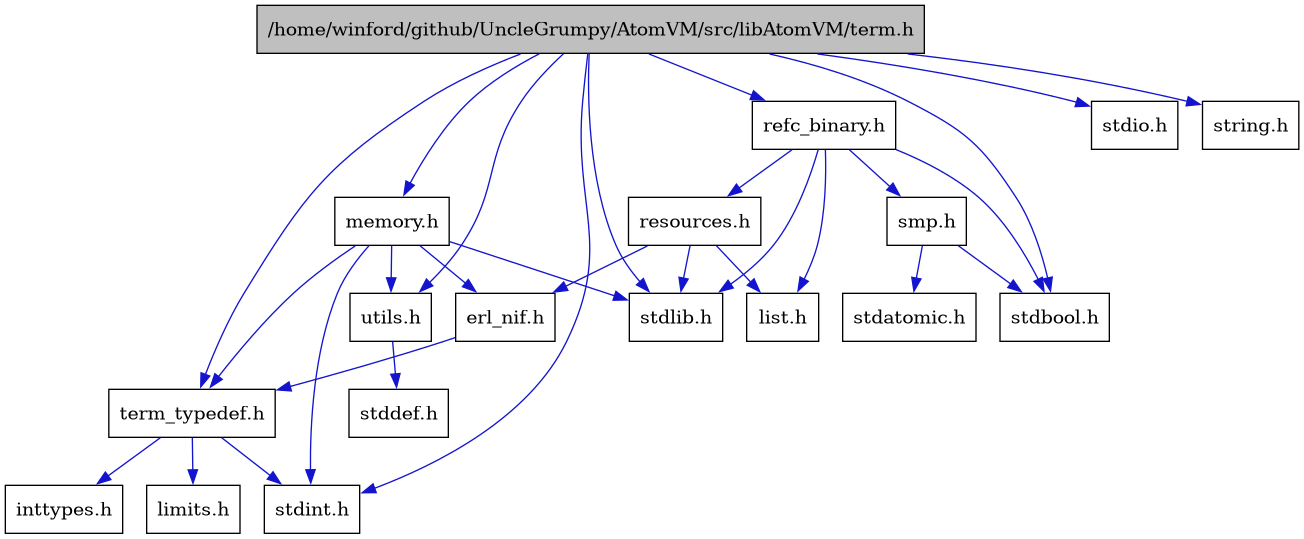 /home/winford/github/UncleGrumpy/AtomVM/src/libAtomVM/term.h
refc_binary.h
stdio.h
string.h
memory.h
resources.h
smp.h
utils.h
erl_nif.h
stdlib.h
list.h
stdatomic.h
stdbool.h
term_typedef.h
stddef.h
inttypes.h
limits.h
stdint.h